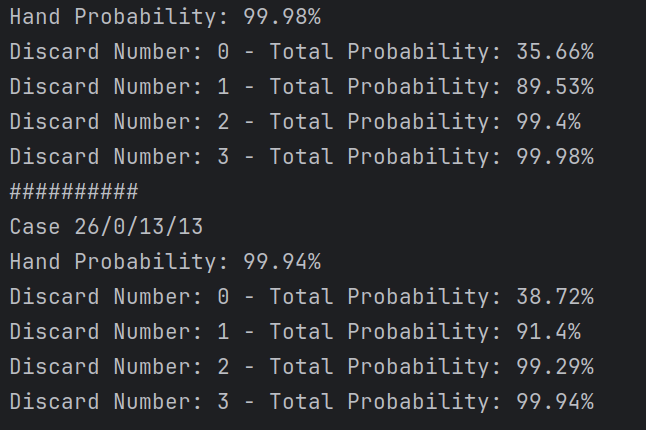 Hand Probability: 99.98%
Discard Number: 0 - Total Probability: 35.66%
Discard Number: 1 - Total Probability: 89.53%
Discard Number: 2 - Total Probability: 99.4%
Discard Number: 3 - Total Probability: 99.98%
##########
Case 26/0/13/13
Hand Probability: 99.94%
Discard Number: 0 - Total Probability: 38.72%
Discard Number: 1 - Total Probability: 91.4%
Discard Number: 2 - Total Probability: 99.29%
Discard Number: 3 - Total Probability: 99.94%